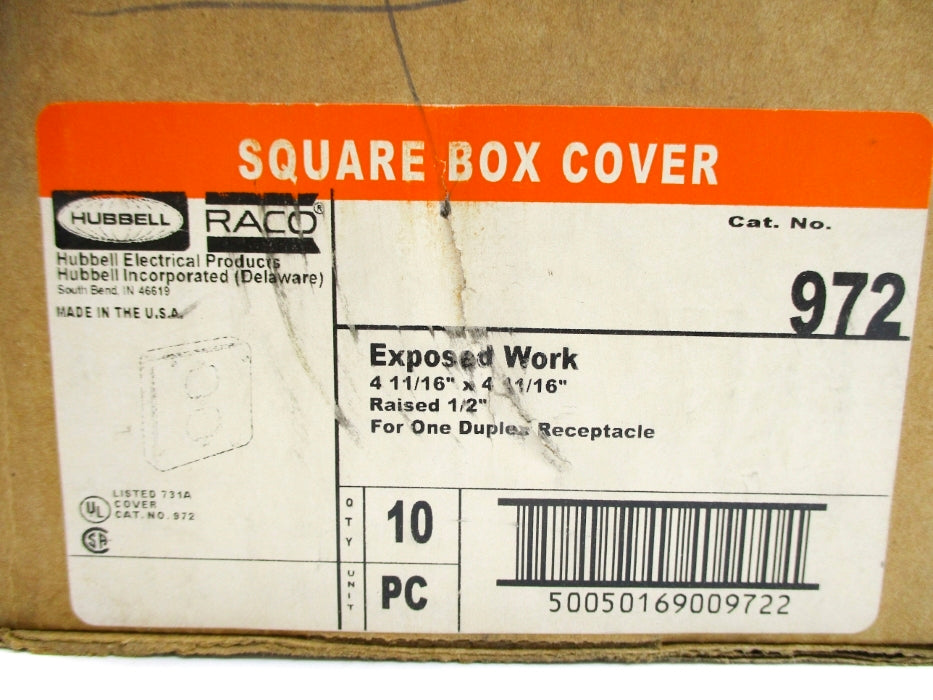 SQUARE BOX COVER
HUBBELL
RACO®
Hubbell Electrical Products
Hubbell Incorporated (Delaware)
South Bend, IN 46619
MADE IN THE U.S.A.
Cat. No.
972
Exposed Work
4 11/16" x 4 11/16"
Raised 1/2"
For One Duplex Receptacle
UL
LISTED 731A
COVER
CAT. NO. 972
SA
QTY
10
UNIT
PC
50050169009722